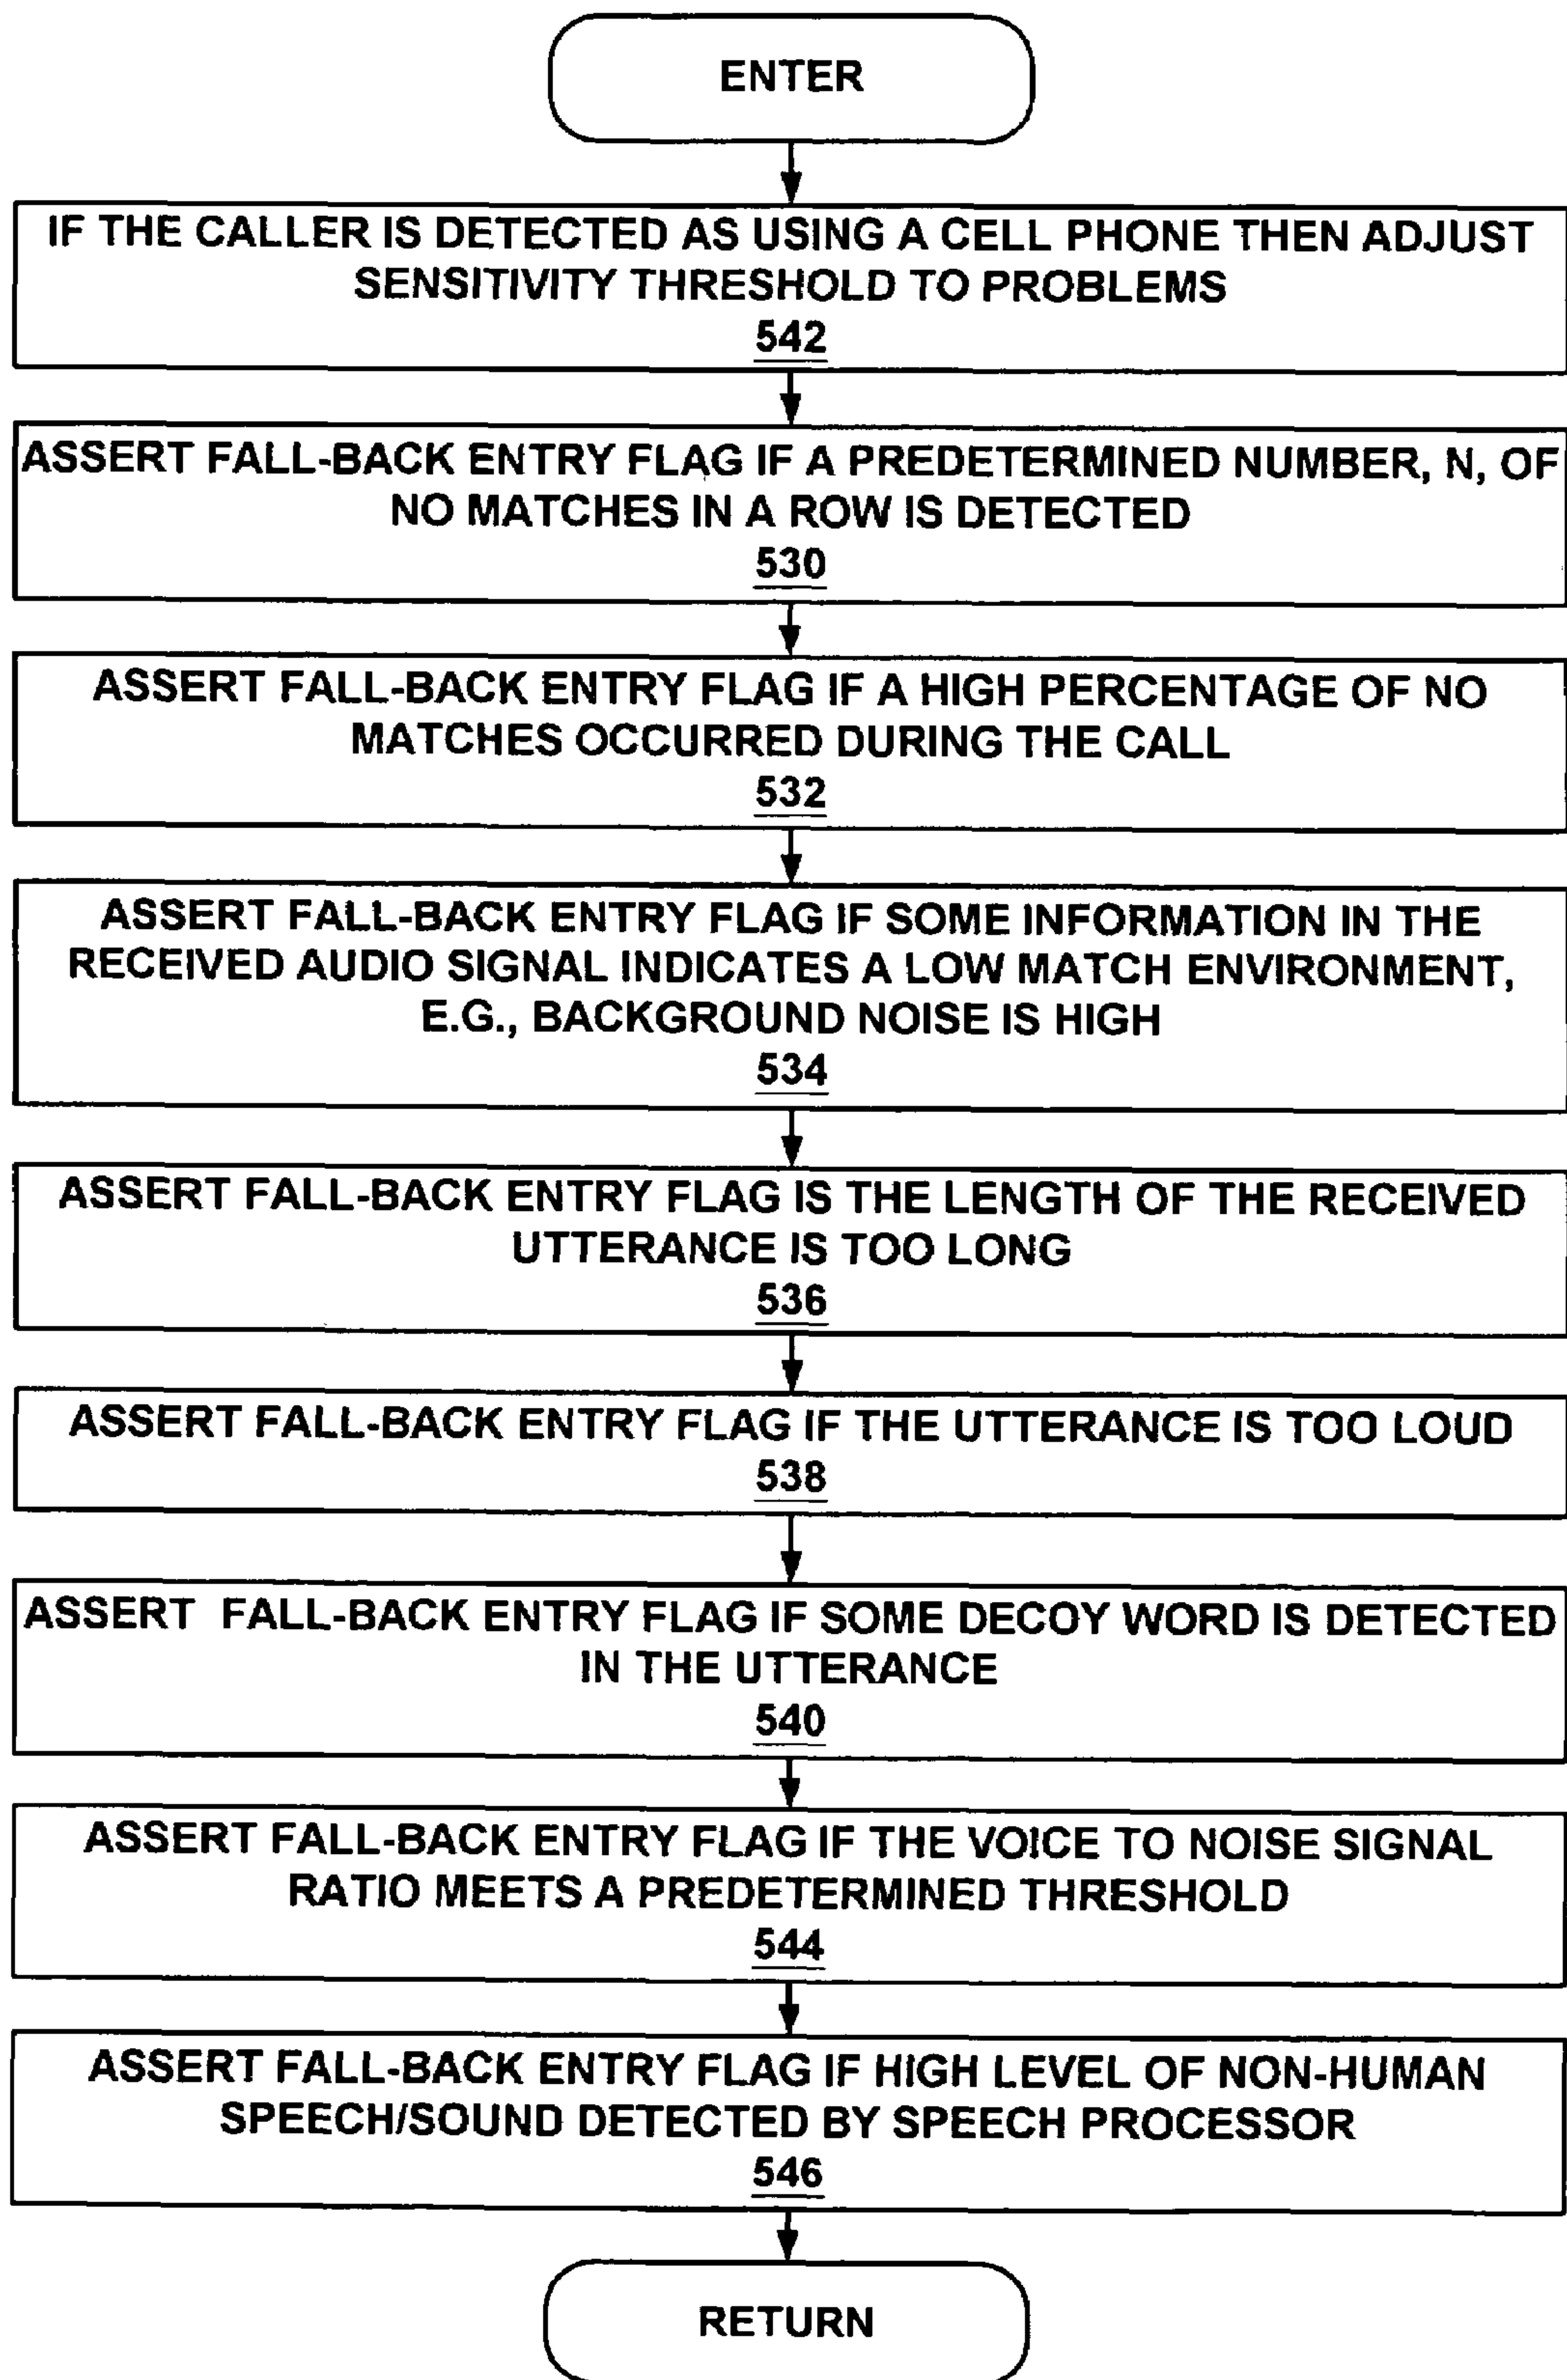 ENTER
IF THE CALLER IS DETECTED AS USING A CELL PHONE THEN ADJUST
SENSITIVITY THRESHOLD TO PROBLEMS
542
ASSERT FALL-BACK ENTRY FLAG IF A PREDETERMINED NUMBER, N, OF
NO MATCHES IN A ROW IS DETECTED
530
ASSERT FALL-BACK ENTRY FLAG IF A HIGH PERCENTAGE OF NO
MATCHES OCCURRED DURING THE CALL
532
ASSERT FALL-BACK ENTRY FLAG IF SOME INFORMATION IN THE
RECEIVED AUDIO SIGNAL INDICATES A LOW MATCH ENVIRONMENT,
E.G., BACKGROUND NOISE IS HIGH
534
ASSERT FALL-BACK ENTRY FLAG IS THE LENGTH OF THE RECEIVED
UTTERANCE IS TOO LONG
536
ASSERT FALL-BACK ENTRY FLAG IF THE UTTERANCE IS TOO LOUD
538
ASSERT FALL-BACK ENTRY FLAG IF SOME DECOY WORD IS DETECTED
IN THE UTTERANCE
540
ASSERT FALL-BACK ENTRY FLAG IF THE VOICE TO NOISE SIGNAL
RATIO MEETS A PREDETERMINED THRESHOLD
544
ASSERT FALL-BACK ENTRY FLAG IF HIGH LEVEL OF NON-HUMAN
SPEECH/SOUND DETECTED BY SPEECH PROCESSOR
546
RETURN